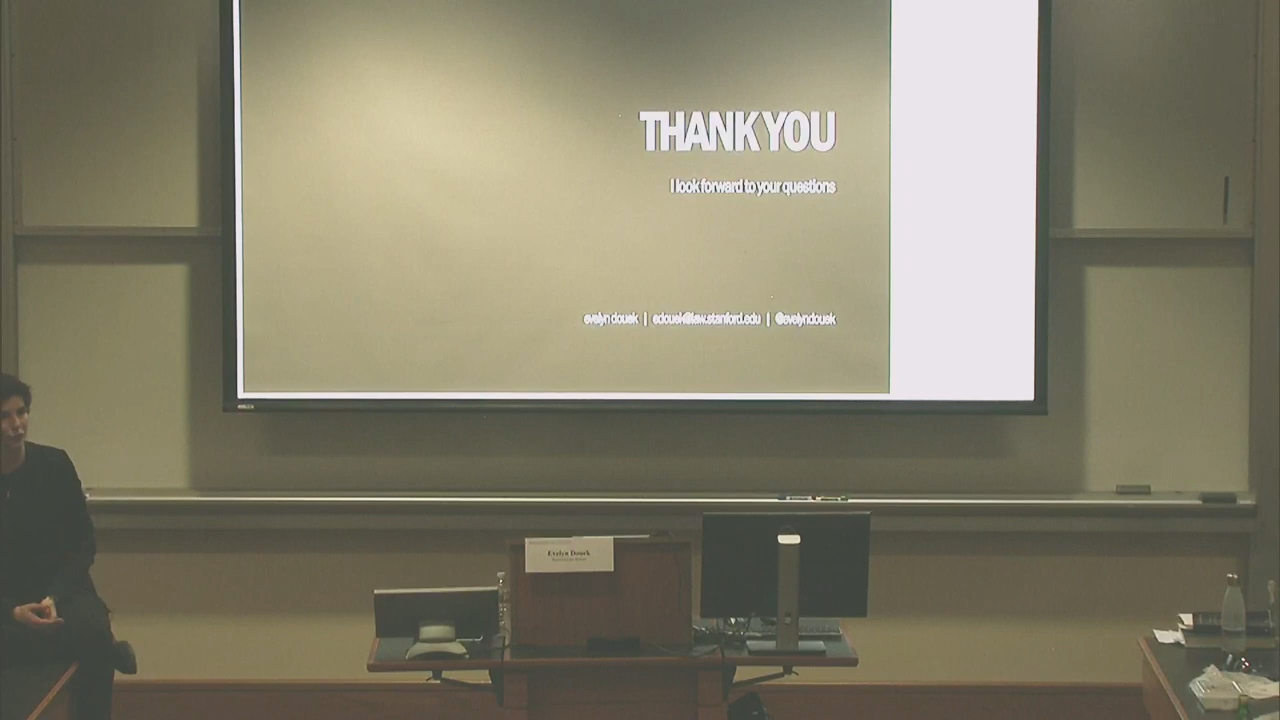 THANK YOU
I look forward to your questions
evelyn douek | edouek@law.stanford.edu | @evelyndouek
Evelyn Douek